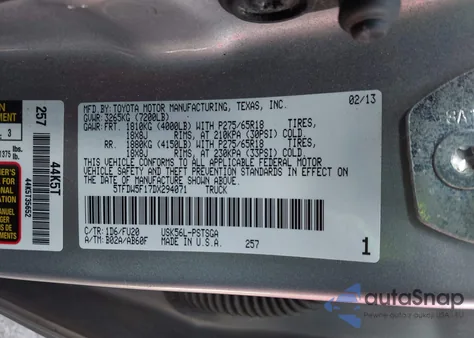 MFD.BY: TOYOTA MOTOR MANUFACTURING, TEXAS, INC. 02/13
GVWR: 3265KG (7200LB)
GAWR: FRT. 1810KG (4000LB) WITH P275/65R18 TIRES,
18X8J RIMS, AT 210KPA (30PSI) COLD.
RR. 1880KG (4150LB) WITH P275/65R18 TIRES,
18X8J RIMS, AT 230KPA (33PSI) COLD.
THIS VEHICLE CONFORMS TO ALL APPLICABLE FEDERAL MOTOR VEHICLE
SAFETY AND THEFT PREVENTION STANDARDS IN EFFECT ON
THE DATE OF MANUFACTURE SHOWN ABOVE.
5TFDW5F17DX294071 TRUCK
C/TR: 1D6/FU20 USK56L-PSTSGA
A/TM: B02A/AB60F MADE IN U.S.A. 257
1
257
44K5T
3
1375 lbs.
autoSnap